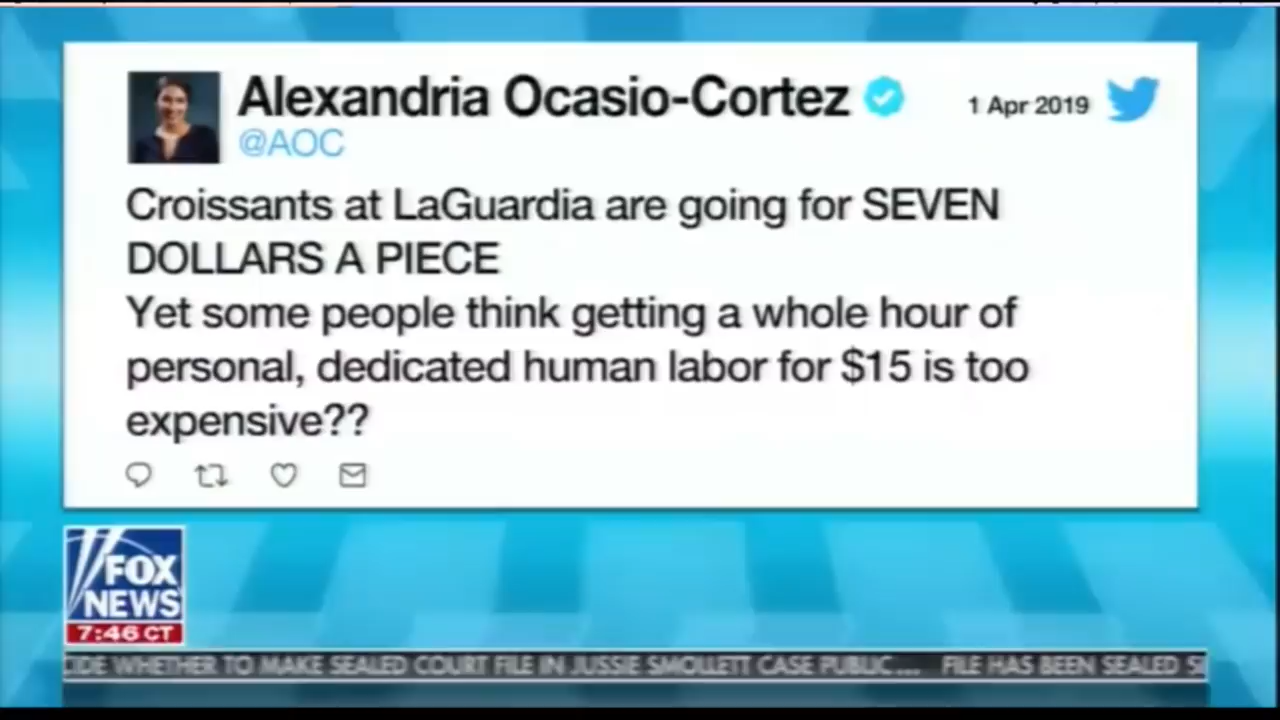 Alexandria Ocasio-Cortez
@AOC
1 Apr 2019
Croissants at LaGuardia are going for SEVEN
DOLLARS A PIECE
Yet some people think getting a whole hour of
personal, dedicated human labor for $15 is too
expensive??
FOX
NEWS
7:46 CT
CIDE WHETHER TO MAKE SEALED COURT FILE IN JUSSIE SMOLLETT CASE PUBLIC... FILE HAS BEEN SEALED